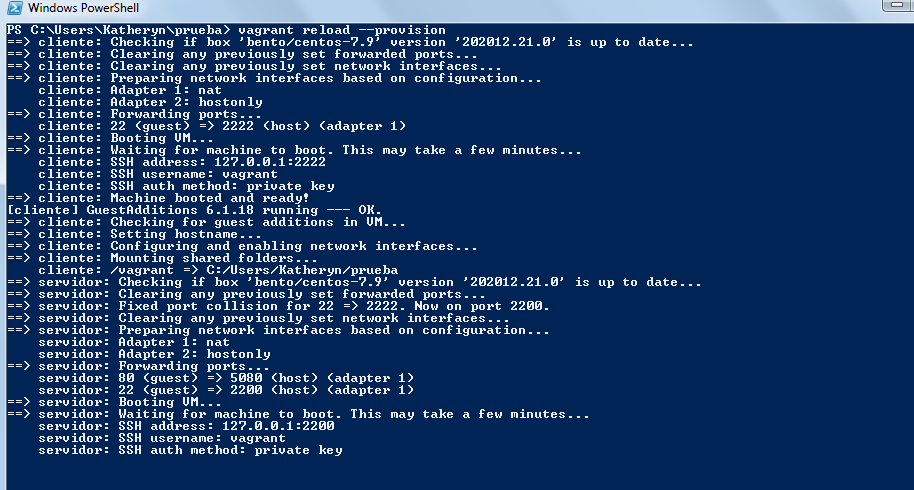 Windows PowerShell
PS C:\Users\Katheryn\prueba> vagrant reload --provision
==> cliente: Checking if box 'bento/centos-7.9' version '202012.21.0' is up to date...
==> cliente: Clearing any previously set forwarded ports...
==> cliente: Clearing any previously set network interfaces...
==> cliente: Preparing network interfaces based on configuration...
    cliente: Adapter 1: nat
    cliente: Adapter 2: hostonly
==> cliente: Forwarding ports...
    cliente: 22 (guest) => 2222 (host) (adapter 1)
==> cliente: Booting VM...
==> cliente: Waiting for machine to boot. This may take a few minutes...
    cliente: SSH address: 127.0.0.1:2222
    cliente: SSH username: vagrant
    cliente: SSH auth method: private key
==> cliente: Machine booted and ready!
[cliente] GuestAdditions 6.1.18 running --- OK.
==> cliente: Checking for guest additions in VM...
==> cliente: Setting hostname...
==> cliente: Configuring and enabling network interfaces...
==> cliente: Mounting shared folders...
    cliente: /vagrant => C:/Users/Katheryn/prueba
==> servidor: Checking if box 'bento/centos-7.9' version '202012.21.0' is up to date...
==> servidor: Clearing any previously set forwarded ports...
==> servidor: Fixed port collision for 22 => 2222. Now on port 2200.
==> servidor: Clearing any previously set network interfaces...
==> servidor: Preparing network interfaces based on configuration...
    servidor: Adapter 1: nat
    servidor: Adapter 2: hostonly
==> servidor: Forwarding ports...
    servidor: 80 (guest) => 5080 (host) (adapter 1)
    servidor: 22 (guest) => 2200 (host) (adapter 1)
==> servidor: Booting VM...
==> servidor: Waiting for machine to boot. This may take a few minutes...
    servidor: SSH address: 127.0.0.1:2200
    servidor: SSH username: vagrant
    servidor: SSH auth method: private key